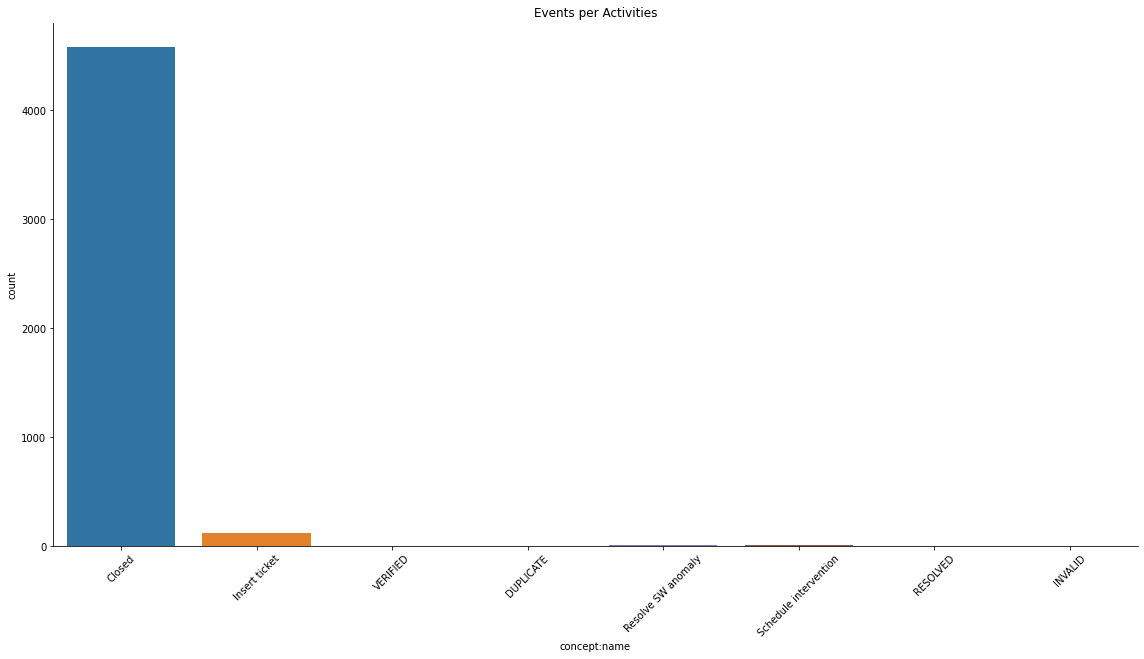 Events per Activities
4000
3000
2000
1000
0
count
Closed
Insert ticket
VERIFIED
DUPLICATE
Resolve SW anomaly
Schedule intervention
RESOLVED
INVALID
concept:name